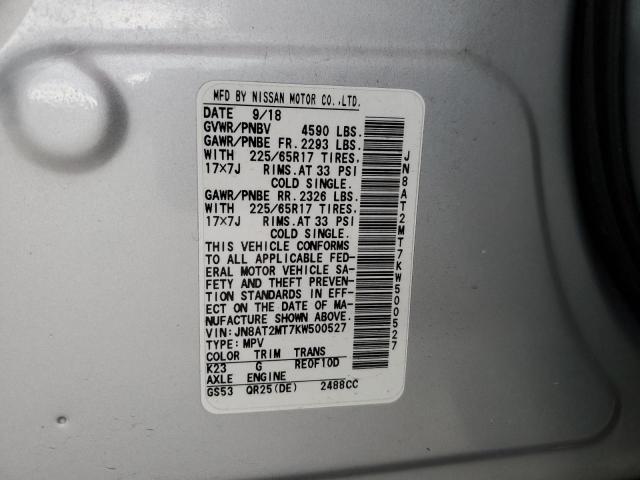 MFD BY NISSAN MOTOR CO.,LTD.
DATE 9/18
GVWR/PNBV 4590 LBS.
GAWR/PNBE FR. 2293 LBS.
WITH 225/65R17 TIRES.
17×7J RIMS. AT 33 PSI
COLD SINGLE.
GAWR/PNBE RR. 2326 LBS.
WITH 225/65R17 TIRES.
17×7J RIMS. AT 33 PSI
COLD SINGLE.
THIS VEHICLE CONFORMS
TO ALL APPLICABLE FED-
ERAL MOTOR VEHICLE SA-
FETY AND THEFT PREVEN-
TION STANDARDS IN EFF-
ECT ON THE DATE OF MA-
NUFACTURE SHOWN ABOVE.
VIN:JN8AT2MT7KW500527
TYPE: MPV
COLOR TRIM TRANS
K23 G RE0F10D
AXLE ENGINE
GS53 QR25(DE) 2488CC
JN8AT2MT7KW500527